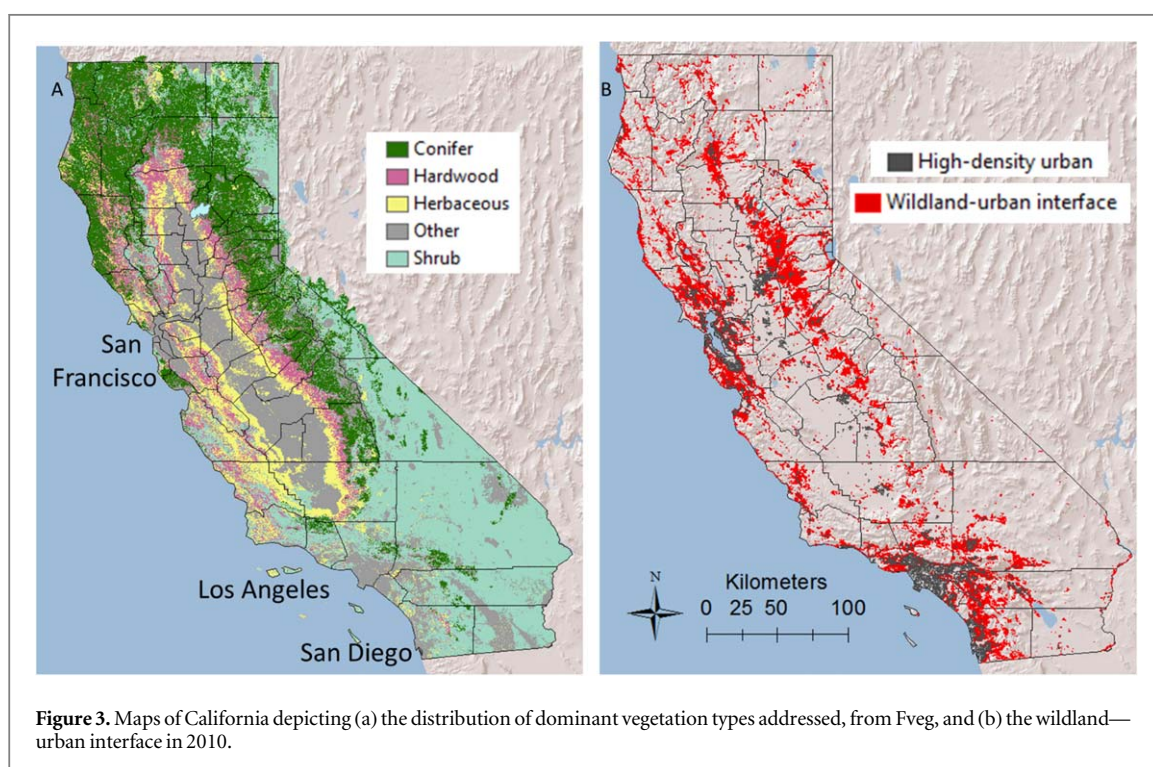 A
Conifer
Hardwood
Herbaceous
Other
Shrub
San
Francisco
Los Angeles
San Diego
B
High-density urban
Wildland-urban interface
N
Kilometers
0 25 50 100
Figure 3. Maps of California depicting (a) the distribution of dominant vegetation types addressed, from Fveg, and (b) the wildland—
urban interface in 2010.